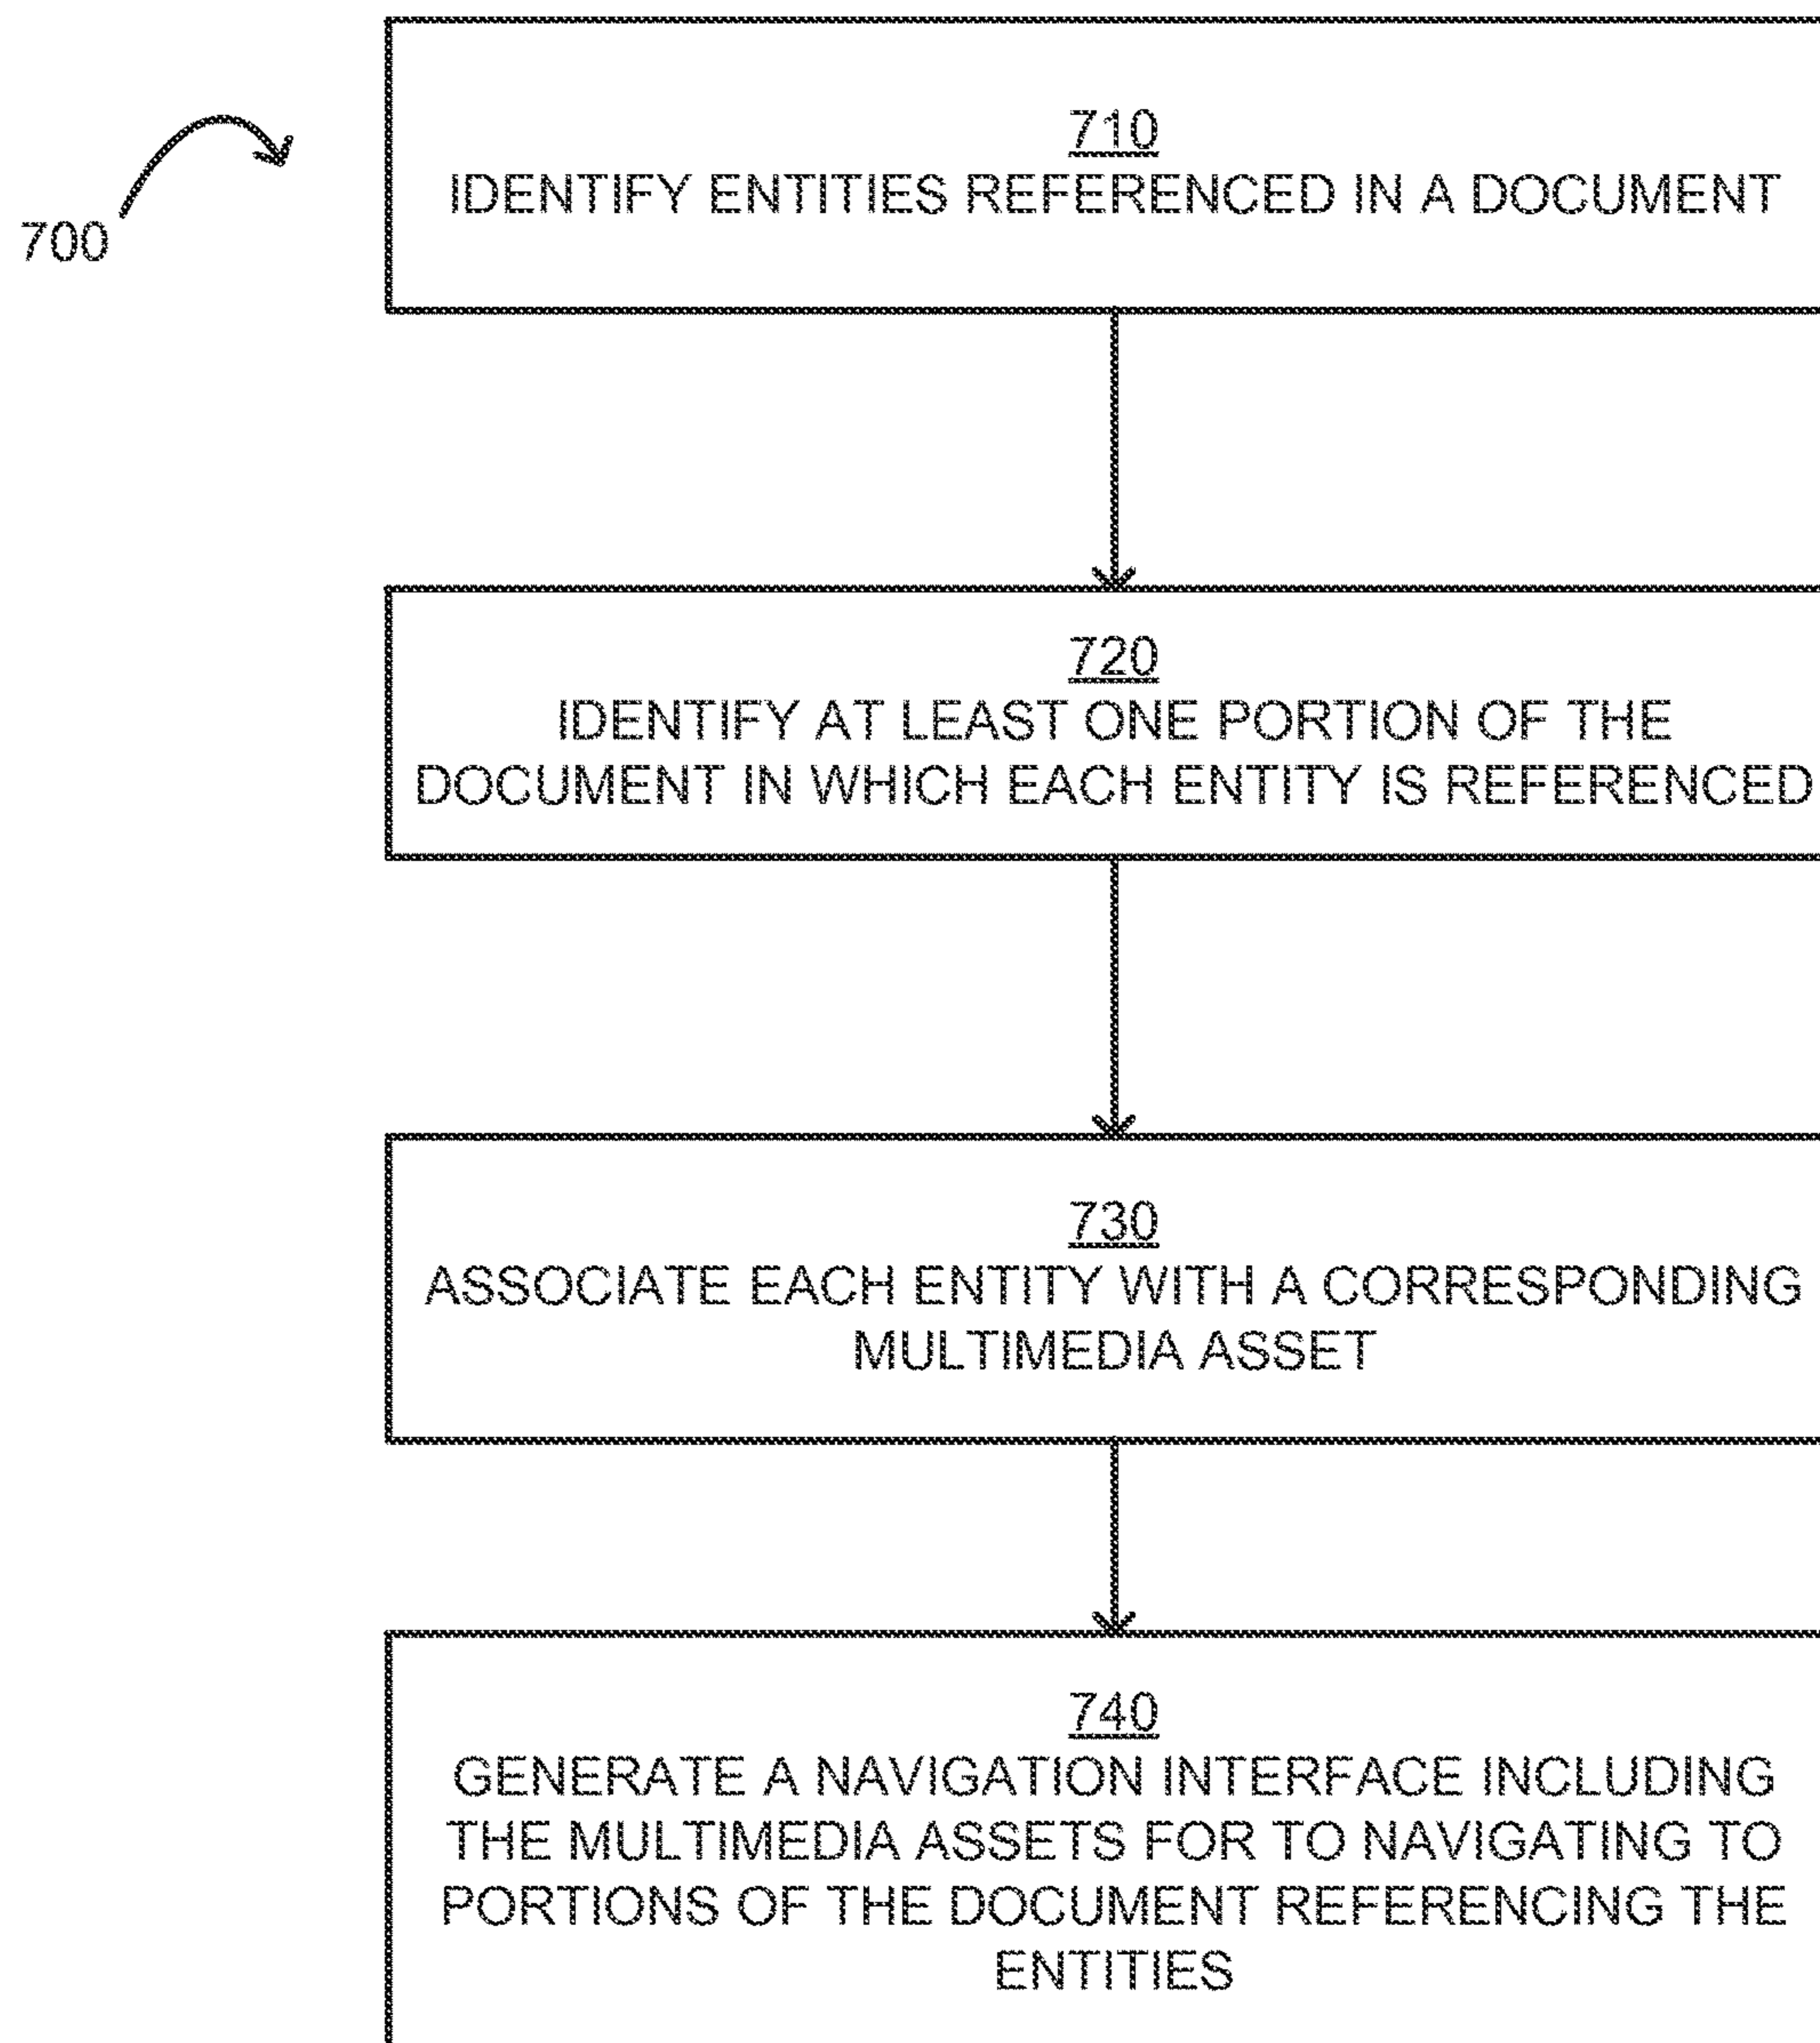 700
710
IDENTIFY ENTITIES REFERENCED IN A DOCUMENT
720
IDENTIFY AT LEAST ONE PORTION OF THE
DOCUMENT IN WHICH EACH ENTITY IS REFERENCED
730
ASSOCIATE EACH ENTITY WITH A CORRESPONDING
MULTIMEDIA ASSET
740
GENERATE A NAVIGATION INTERFACE INCLUDING
THE MULTIMEDIA ASSETS FOR TO NAVIGATING TO
PORTIONS OF THE DOCUMENT REFERENCING THE
ENTITIES